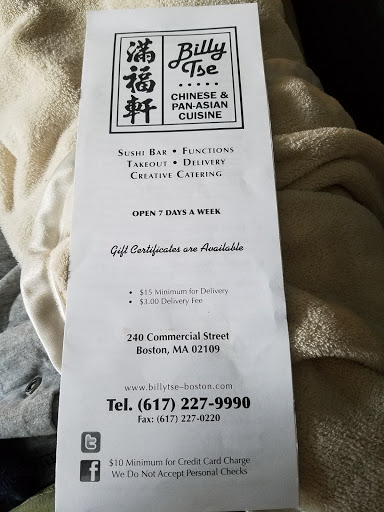 滿福軒
Billy
Tse
CHINESE &
PAN-ASIAN
CUISINE
SUSHI BAR • FUNCTIONS
TAKEOUT • DELIVERY
CREATIVE CATERING
OPEN 7 DAYS A WEEK
Gift Certificates are Available
• $15 Minimum for Delivery
• $3.00 Delivery Fee
240 Commercial Street
Boston, MA 02109
www.billytse-boston.com
Tel. (617) 227-9990
Fax: (617) 227-0220
t
f
$10 Minimum for Credit Card Charge
We Do Not Accept Personal Checks